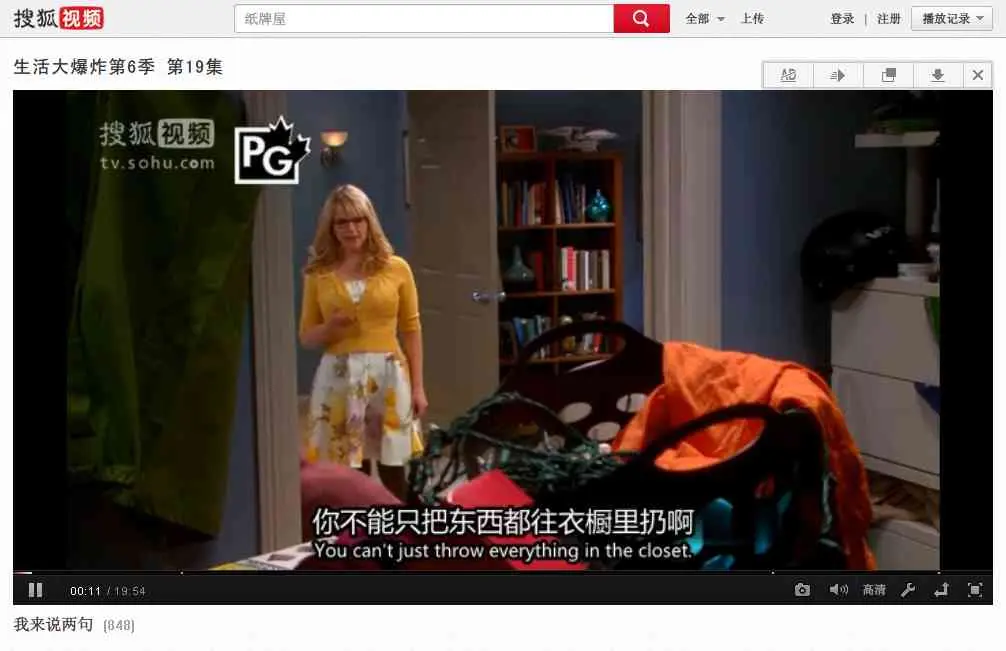 搜狐视频
纸牌屋
全部
上传
登录 | 注册
播放记录
生活大爆炸第6季 第19集
AD
搜狐视频
tv.sohu.com
PG
你不能只把东西都往衣橱里扔啊
You can't just throw everything in the closet.
00:11 / 19:54
高清
我来说两句 (848)